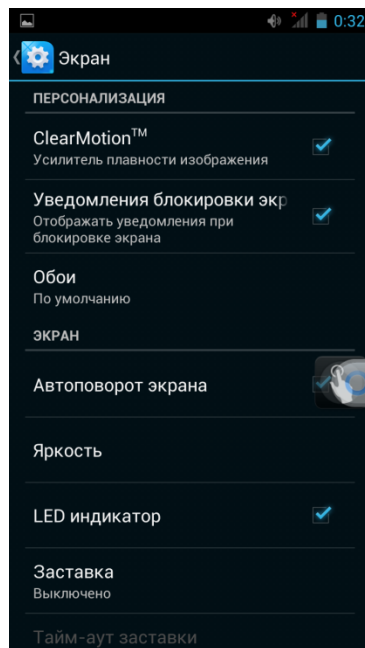 0:32
Экран
ПЕРСОНАЛИЗАЦИЯ
ClearMotion™
Усилитель плавности изображения
Уведомления блокировки экр
Отображать уведомления при
блокировке экрана
Обои
По умолчанию
ЭКРАН
Автоповорот экрана
Яркость
LED индикатор
Заставка
Выключено
Тайм-аут заставки